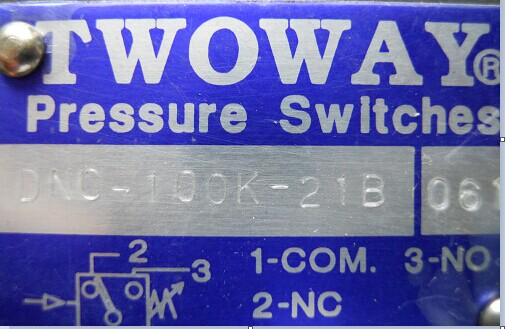 TWOWAY®
Pressure Switches
DNC-100K-21B 061
2
3
1-COM. 3-NO
2-NC